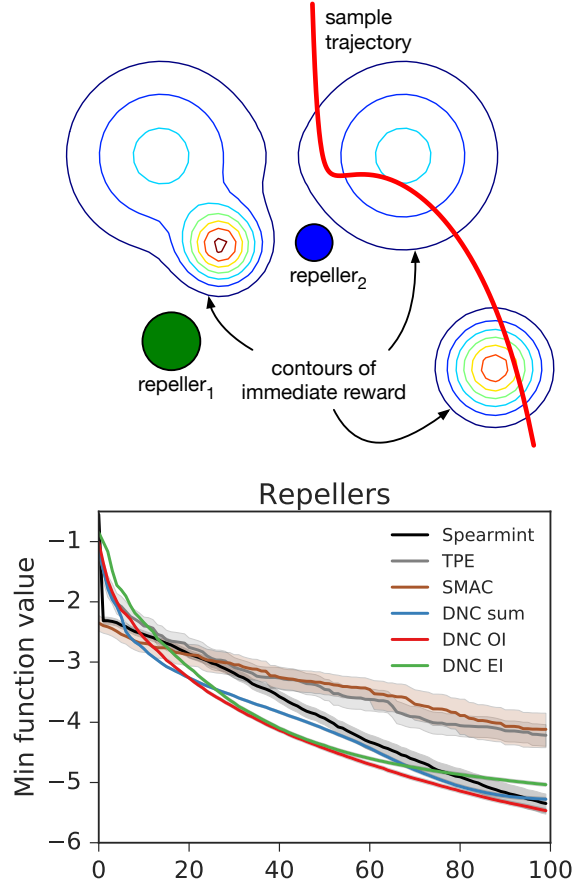 sample
trajectory
repeller₂
repeller₁
contours of
immediate reward
Repellers
Min function value
−1
−2
−3
−4
−5
−6
0
20
40
60
80
100
Spearmint
TPE
SMAC
DNC sum
DNC OI
DNC EI